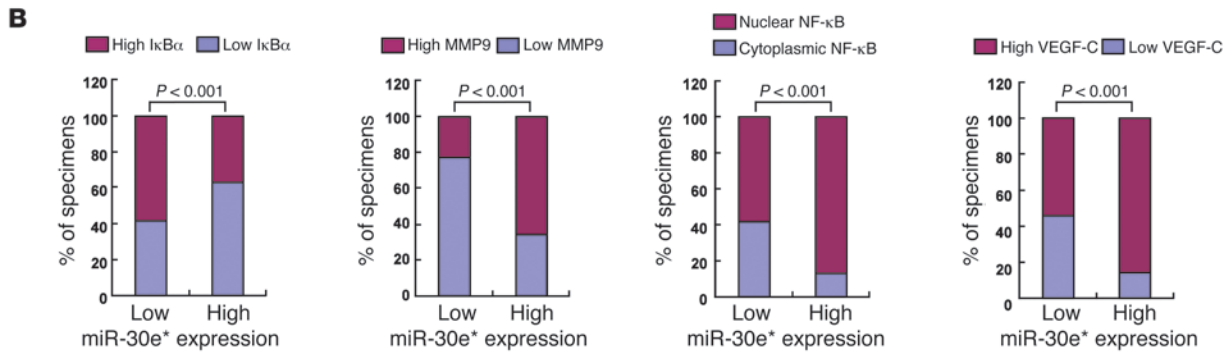 B
High IκBα Low IκBα
120
100
80
60
40
20
0
% of specimens
P < 0.001
Low High
miR-30e* expression
High MMP9 Low MMP9
120
100
80
60
40
20
0
% of specimens
P < 0.001
Low High
miR-30e* expression
Nuclear NF-κB
Cytoplasmic NF-κB
120
100
80
60
40
20
0
% of specimens
P < 0.001
Low High
miR-30e* expression
High VEGF-C Low VEGF-C
120
100
80
60
40
20
0
% of specimens
P < 0.001
Low High
miR-30e* expression